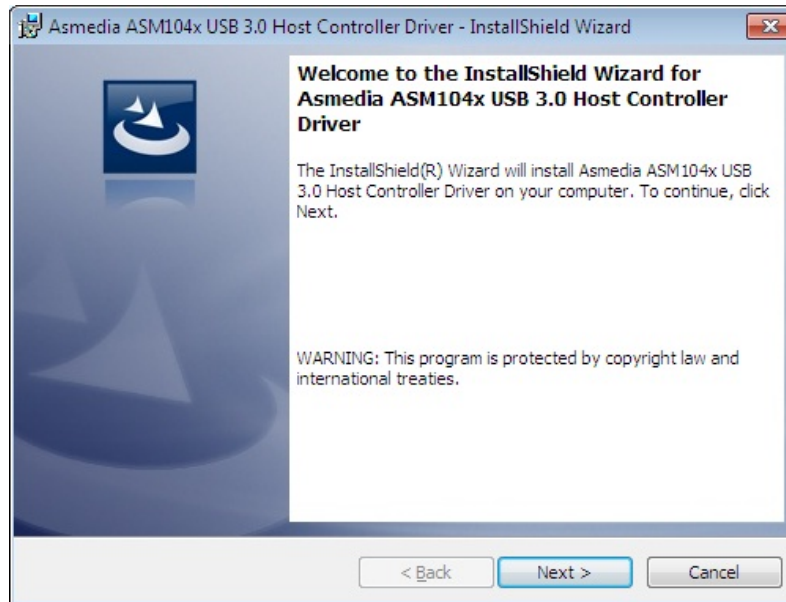 Asmedia ASM104x USB 3.0 Host Controller Driver - InstallShield Wizard
Welcome to the InstallShield Wizard for
Asmedia ASM104x USB 3.0 Host Controller
Driver
The InstallShield(R) Wizard will install Asmedia ASM104x USB
3.0 Host Controller Driver on your computer. To continue, click
Next.
WARNING: This program is protected by copyright law and
international treaties.
< Back Next > Cancel